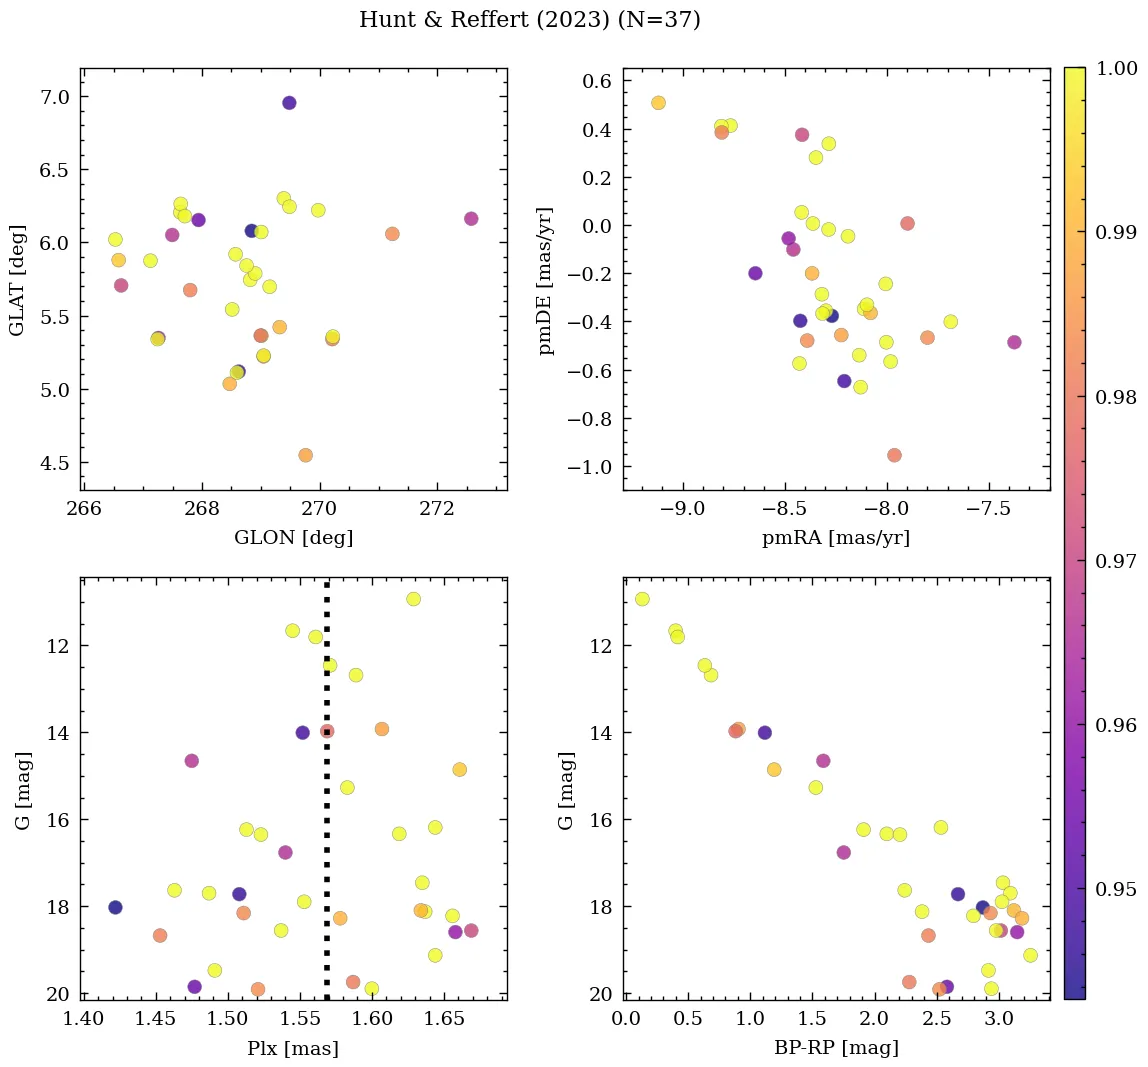 Hunt & Reffert (2023) (N=37)
7.0
6.5
6.0
5.5
5.0
4.5
GLAT [deg]
266 268 270 272
GLON [deg]
0.6
0.4
0.2
0.0
−0.2
−0.4
−0.6
−0.8
−1.0
pmDE [mas/yr]
−9.0 −8.5 −8.0 −7.5
pmRA [mas/yr]
12
14
16
18
20
G [mag]
1.40 1.45 1.50 1.55 1.60 1.65
Plx [mas]
12
14
16
18
20
G [mag]
0.0 0.5 1.0 1.5 2.0 2.5 3.0
BP-RP [mag]
1.00
0.99
0.98
0.97
0.96
0.95